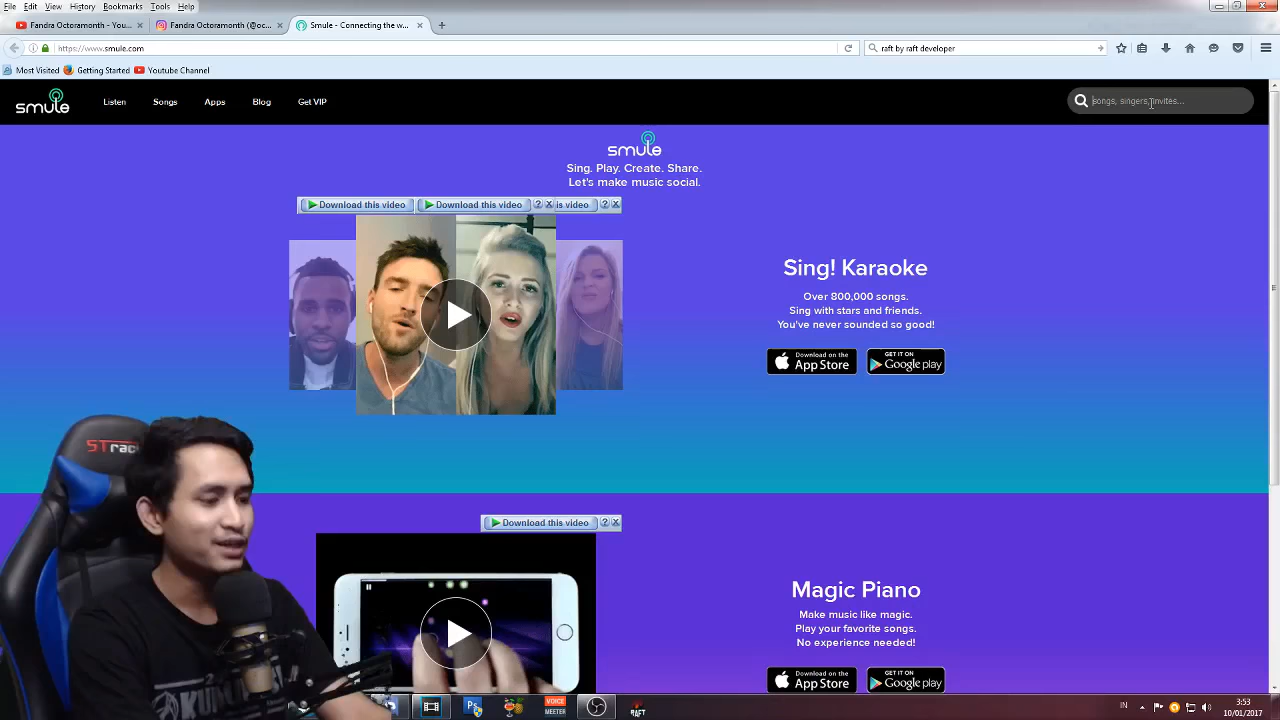 File Edit View History Bookmarks Tools Help
Fandra Octoramonth - You...
Fandra Octoramonth (@oc...
Smule - Connecting the w...
https://www.smule.com
raft by raft developer
Most Visited Getting Started Youtube Channel
smule Listen Songs Apps Blog Get VIP
songs, singers, invites...
smule
Sing. Play. Create. Share.
Let's make music social.
Download this video
Download this video
is video
Sing! Karaoke
Over 800,000 songs.
Sing with stars and friends.
You've never sounded so good!
Download on the
App Store
GET IT ON
Google play
STrac
Download this video
Magic Piano
Make music like magic.
Play your favorite songs.
No experience needed!
Download on the
App Store
GET IT ON
Google play
VOICE
MEETER
RAFT
IN
3:53
10/01/2017